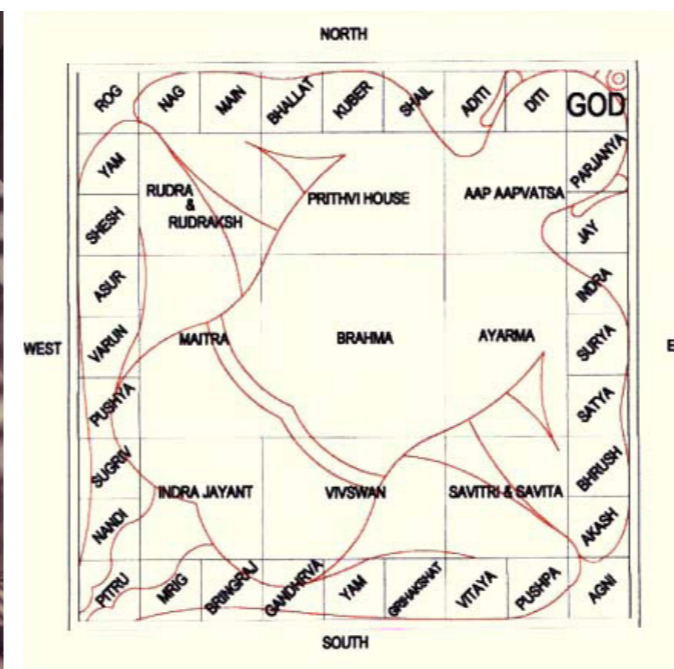 NORTH
ROG NAG MAIN BHALLAT KUBER SHAIL ADITI DITI GOD
YAM PARJANYA
RUDRA & RUDRAKSH PRITHVI HOUSE AAP AAPVATSA
SHESH JAY
ASUR INDRA
WEST VARUN MAITRA BRAHMA AYARMA SURYA E
PUSHYA SATYA
SUGRIV BHRUSH
INDRA JAYANT VIVSWAN SAVITRI & SAVITA
NANDI AKASH
PITRU MRIG BRINGRAJ GANDHRVA YAM GRIHAKSHAT VITAYA PUSHPA AGNI
SOUTH